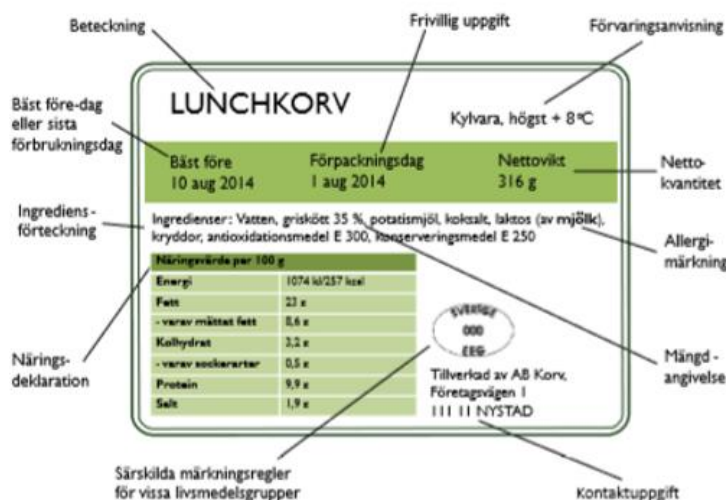 Beteckning
Frivillig uppgift
Förvaringsanvisning
LUNCHKORV
Kylvara, högst + 8°C
Bäst före-dag
eller sista
förbrukningsdag
Bäst före
10 aug 2014
Förpackningsdag
1 aug 2014
Nettovikt
316 g
Netto-
kvantitet
Ingrediens-
förteckning
Ingredienser: Vatten, griskött 35 %, potatismjöl, koksalt, laktos (av mjölk),
kryddor, antioxidationsmedel E 300, konserveringsmedel E 250
Allergi-
märkning
Näringsvärde per 100 g
Energi 1074 kJ/257 kcal
Fett 23 g
- varav mättat fett 8,6 g
Kolhydrat 3,2 g
- varav sockerarter 0,5 g
Protein 9,9 g
Salt 1,9 g
Närings-
deklaration
SVERIGE
000
EEG
Mängd-
angivelse
Tillverkad av AB Korv,
Företagsvägen 1
111 11 NYSTAD
Särskilda märkningsregler
för vissa livsmedelsgrupper
Kontaktuppgift